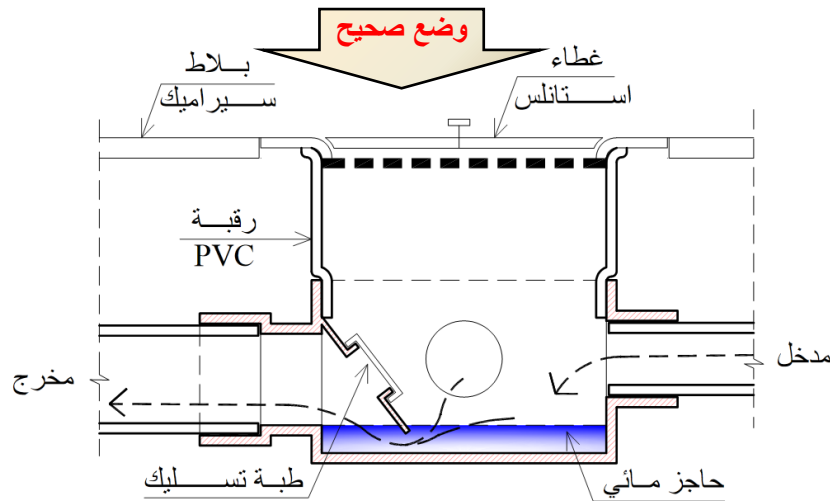 وضع صحيح
غطاء
استانلس
بلاط
سيراميك
رقبة
PVC
مدخل
مخرج
طبة تسليك
حاجز مائي